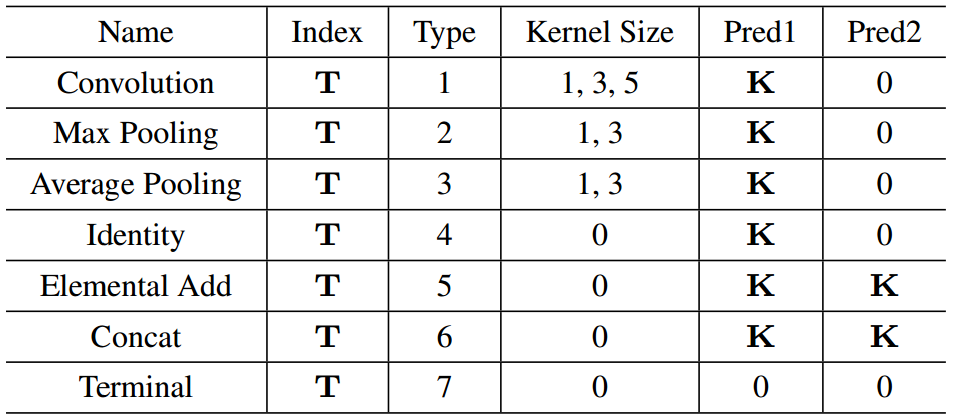 Name Index Type Kernel Size Pred1 Pred2
Convolution T 1 1, 3, 5 K 0
Max Pooling T 2 1, 3 K 0
Average Pooling T 3 1, 3 K 0
Identity T 4 0 K 0
Elemental Add T 5 0 K K
Concat T 6 0 K K
Terminal T 7 0 0 0